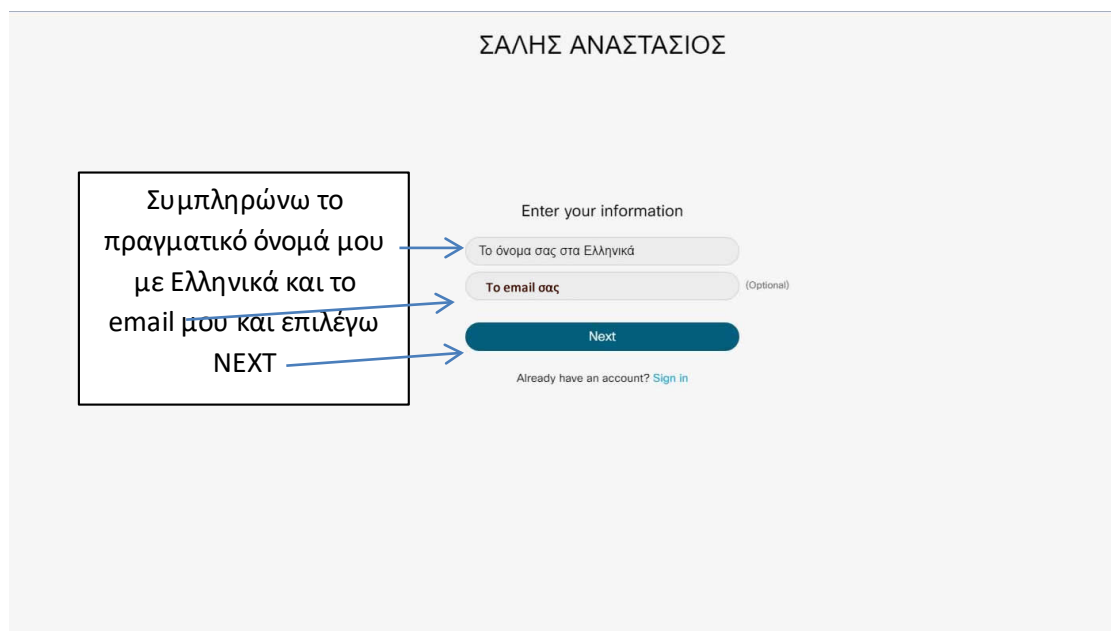 ΣΑΛΗΣ ΑΝΑΣΤΑΣΙΟΣ
Συμπληρώνω το
πραγματικό όνομά μου
με Ελληνικά και το
email μου και επιλέγω
NEXT
Enter your information
Το όνομα σας στα Ελληνικά
Το email σας
(Optional)
Next
Already have an account? Sign in